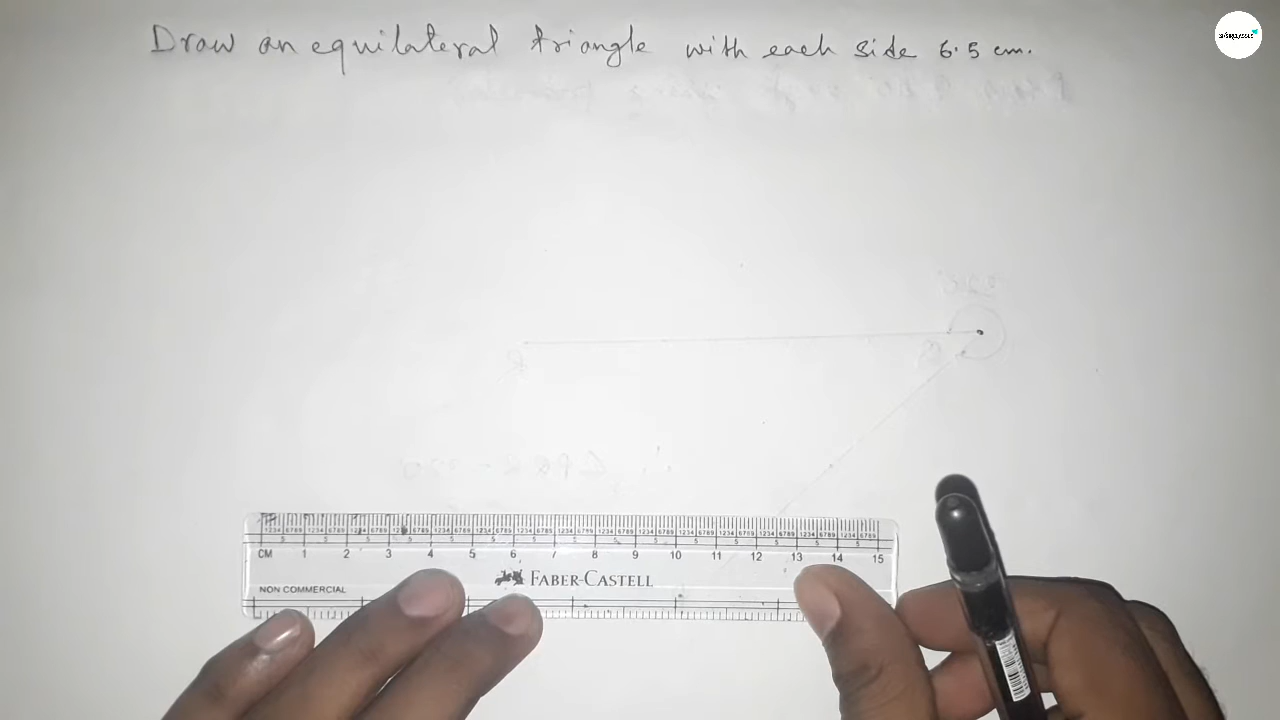 Draw an equilateral triangle with each side 6.5 cm.
CM 1 2 3 4 5 6 7 8 9 10 11 12 13 14 15
FABER-CASTELL
NON COMMERCIAL